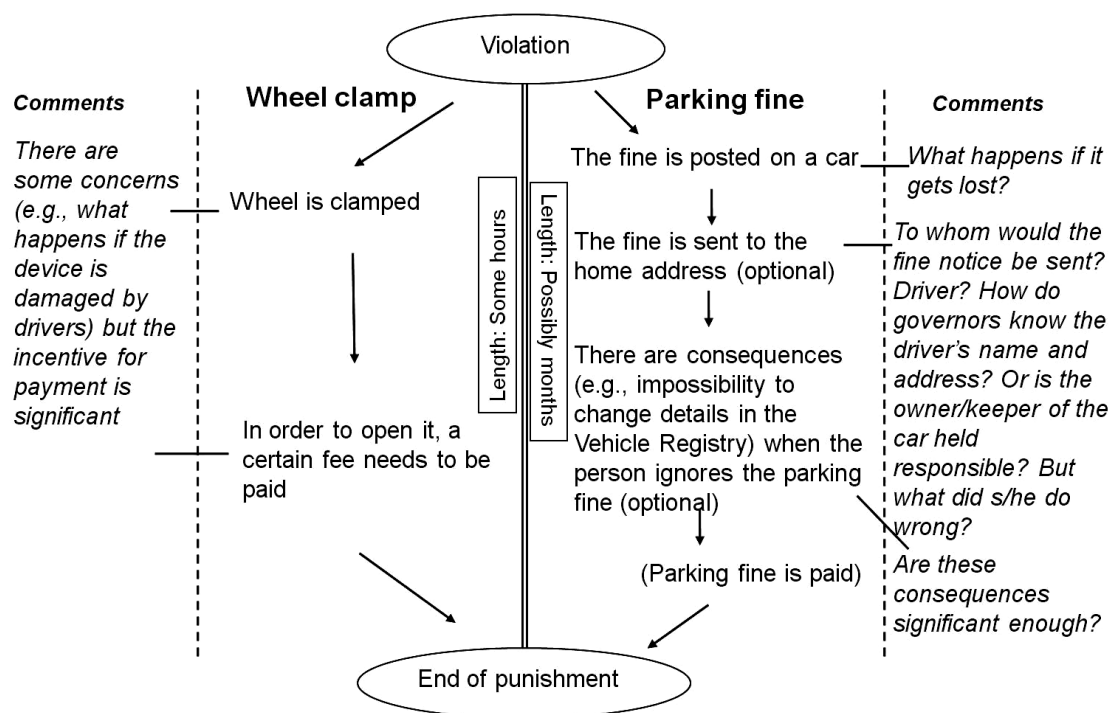 Violation
Comments
Wheel clamp
Parking fine
Comments
There are
some concerns
(e.g., what
happens if the
device is
damaged by
drivers) but the
incentive for
payment is
significant
Wheel is clamped
In order to open it, a
certain fee needs to be
paid
Length: Some hours
Length: Possibly
months
The fine is posted on a car
The fine is sent to the
home address (optional)
There are consequences
(e.g., impossibility to
change details in the
Vehicle Registry) when the
person ignores the parking
fine (optional)
(Parking fine is paid)
What happens if it
gets lost?
To whom would the
fine notice be sent?
Driver? How do
governors know the
driver's name and
address? Or is the
owner/keeper of the
car held
responsible? But
what did s/he do
wrong?
Are these
consequences
significant enough?
End of punishment